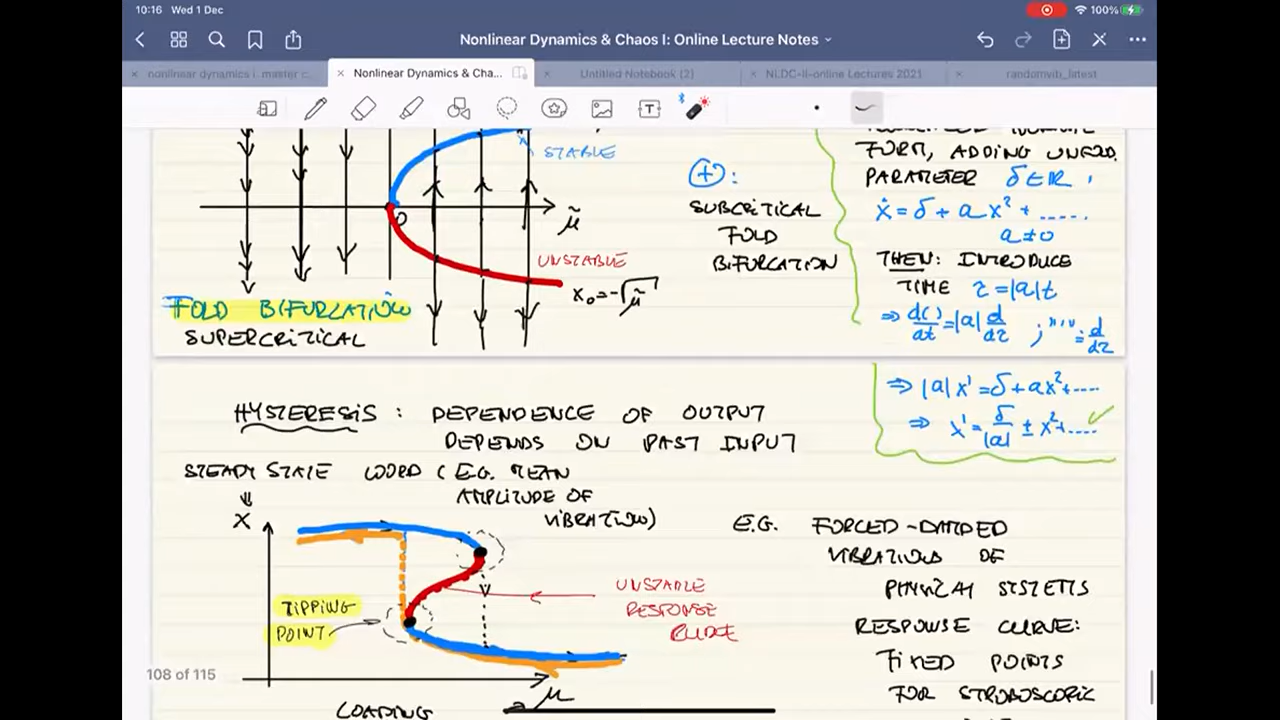 10:16 Wed 1 Dec
100%
Nonlinear Dynamics & Chaos I: Online Lecture Notes
nonlinear dynamics i. master c...
Nonlinear Dynamics & Cha...
Untitled Notebook (2)
NLDC-II-online Lectures 2021
randomvib_latest
STABLE
0
μ̃
UNSTABLE
x₀=-√μ̃
FOLD BIFURCATION
SUPERCRITICAL
(+):
SUBCRITICAL
FOLD
BIFURCATION
FORM, ADDING UNFOLD.
PARAMETER δ∈ℝ:
ẋ=δ+ax²+.....
a≠0
THEN: INTRODUCE
TIME τ=|a|t
⇒ d()/dt=|a| d/dτ ; "'":=d/dτ
⇒ |a|x'=δ+ax²+....
⇒ x'=δ/|a| ± x²+....
HYSTERESIS: DEPENDENCE OF OUTPUT
DEPENDS ON PAST INPUT
STEADY STATE COORD (E.G. MEAN
AMPLITUDE OF
VIBRATION)
X
TIPPING
POINT
UNSTABLE
RESPONSE
RIDGE
μ
LOADING
E.G. FORCED-DAMPED
VIBRATIONS OF
PHYSICAL SYSTEMS
RESPONSE CURVE:
FIXED POINTS
FOR STROBOSCOPIC
108 of 115